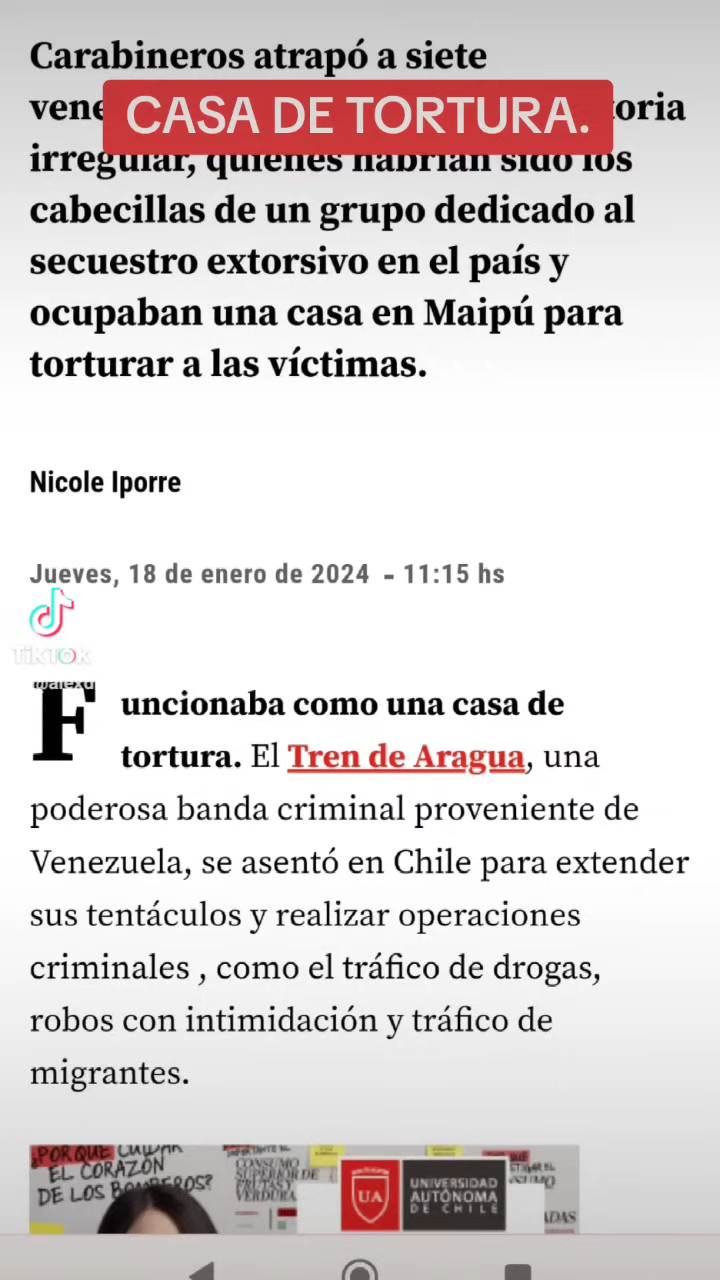 Carabineros atrapó a siete
CASA DE TORTURA.
irregular, quienes habrían sido los
cabecillas de un grupo dedicado al
secuestro extorsivo en el país y
ocupaban una casa en Maipú para
torturar a las víctimas.
Nicole Iporre
Jueves, 18 de enero de 2024 - 11:15 hs
TikTok
Funcionaba como una casa de
tortura. El Tren de Aragua, una
poderosa banda criminal proveniente de
Venezuela, se asentó en Chile para extender
sus tentáculos y realizar operaciones
criminales , como el tráfico de drogas,
robos con intimidación y tráfico de
migrantes.
¿POR QUÉ CUIDAR
EL CORAZÓN
DE LOS BOMBEROS?
CONSUMO
SUPERIOR DE
FRUTAS Y
VERDURA
UA
UNIVERSIDAD
AUTÓNOMA
DE CHILE